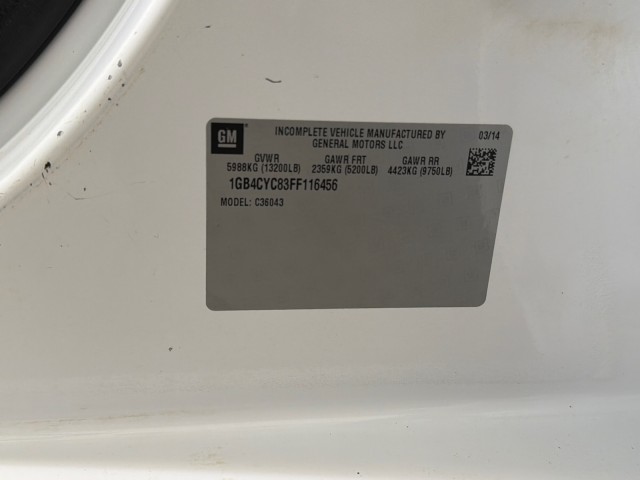 GM
INCOMPLETE VEHICLE MANUFACTURED BY
GENERAL MOTORS LLC
03/14
GVWR GAWR FRT GAWR RR
5988KG (13200LB) 2359KG (5200LB) 4423KG (9750LB)
1GB4CYC83FF116456
MODEL: C36043